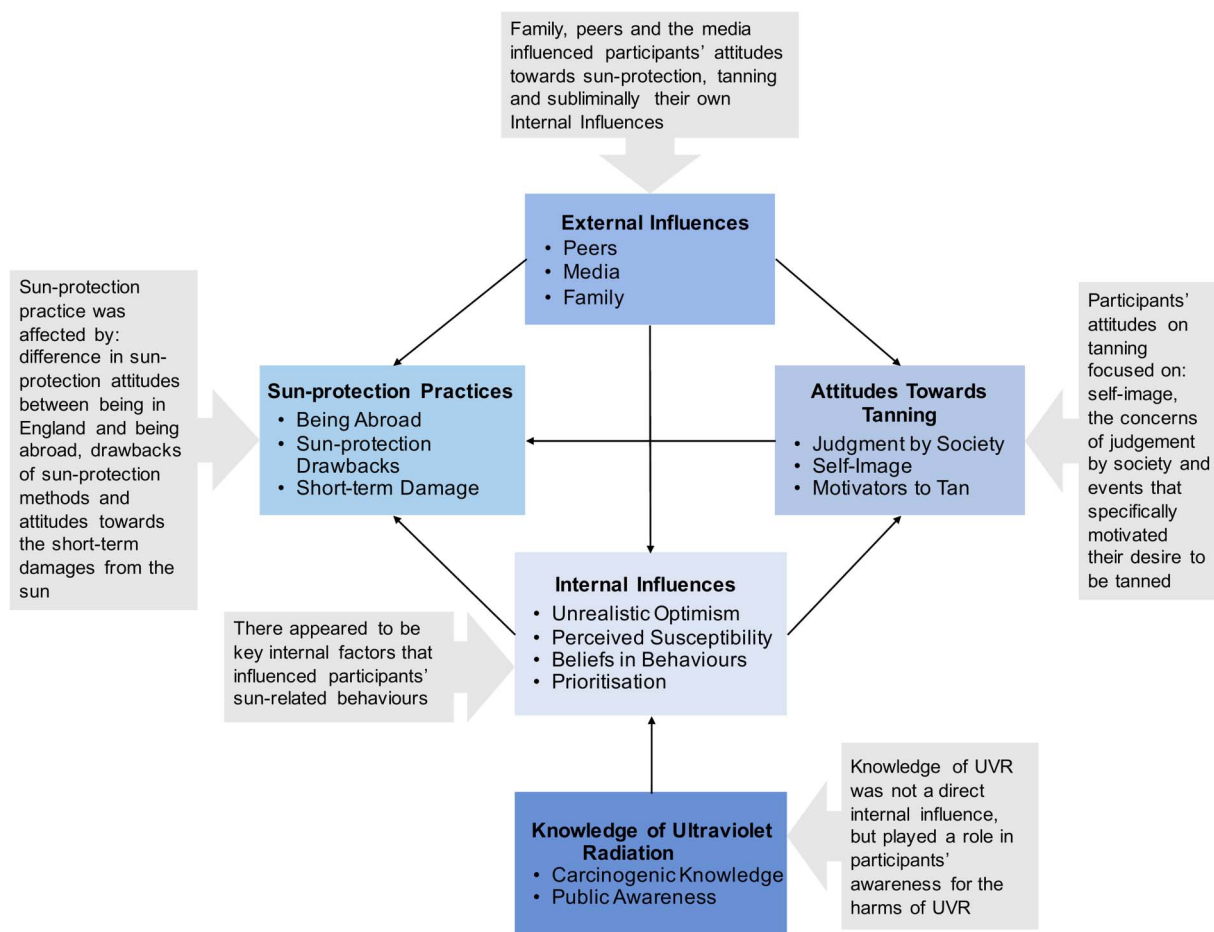 Family, peers and the media
influenced participants’ attitudes
towards sun-protection, tanning
and subliminally their own
Internal Influences
External Influences
• Peers
• Media
• Family
Sun-protection
practice was
affected by:
difference in sun-
protection attitudes
between being in
England and being
abroad, drawbacks
of sun-protection
methods and
attitudes towards
the short-term
damages from the
sun
Sun-protection Practices
• Being Abroad
• Sun-protection
Drawbacks
• Short-term Damage
Attitudes Towards
Tanning
• Judgment by Society
• Self-Image
• Motivators to Tan
Participants’
attitudes on
tanning
focused on:
self-image,
the concerns
of judgement
by society and
events that
specifically
motivated
their desire to
be tanned
There appeared to be
key internal factors that
influenced participants’
sun-related behaviours
Internal Influences
• Unrealistic Optimism
• Perceived Susceptibility
• Beliefs in Behaviours
• Prioritisation
Knowledge of Ultraviolet
Radiation
• Carcinogenic Knowledge
• Public Awareness
Knowledge of UVR
was not a direct
internal influence,
but played a role in
participants’
awareness for the
harms of UVR